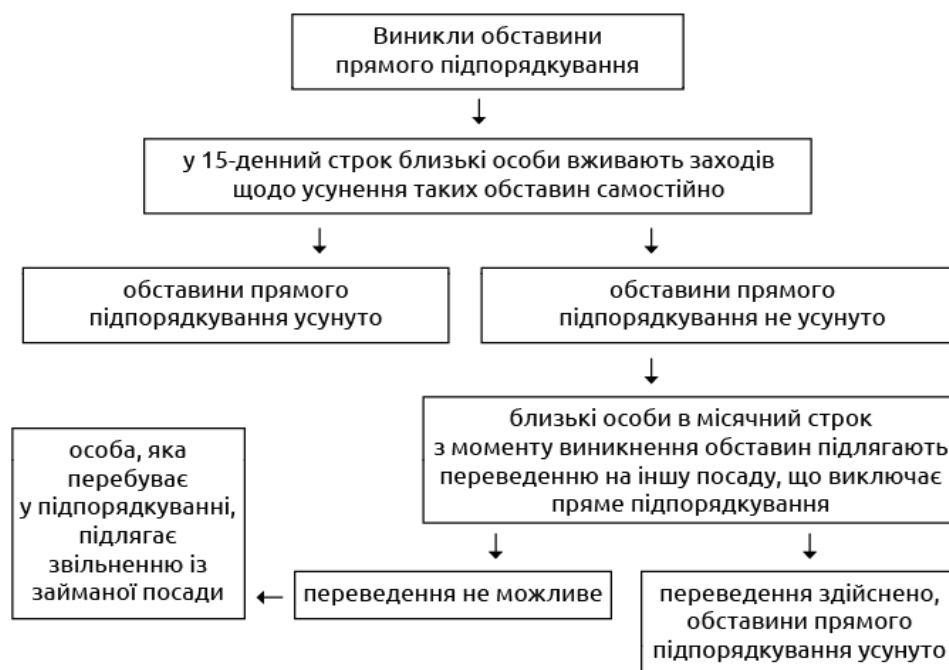 Виникли обставини
прямого підпорядкування
у 15-денний строк близькі особи вживають заходів
щодо усунення таких обставин самостійно
обставини прямого
підпорядкування усунуто
обставини прямого
підпорядкування не усунуто
близькі особи в місячний строк
з моменту виникнення обставин підлягають
переведенню на іншу посаду, що виключає
пряме підпорядкування
особа, яка
перебуває
у підпорядкуванні,
підлягає
звільненню із
займаної посади
переведення не можливе
переведення здійснено,
обставини прямого
підпорядкування усунуто